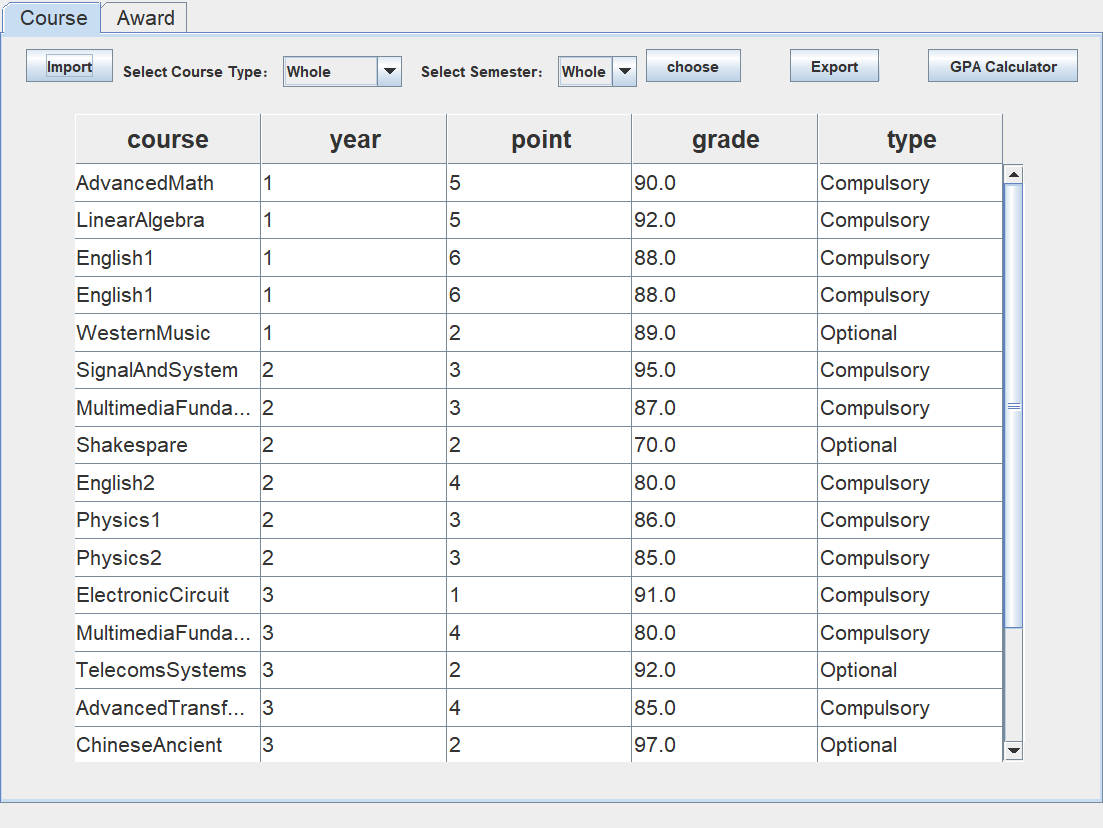 Course Award
Import Select Course Type: Whole Select Semester: Whole choose Export GPA Calculator
course year point grade type
AdvancedMath 1 5 90.0 Compulsory
LinearAlgebra 1 5 92.0 Compulsory
English1 1 6 88.0 Compulsory
English1 1 6 88.0 Compulsory
WesternMusic 1 2 89.0 Optional
SignalAndSystem 2 3 95.0 Compulsory
MultimediaFunda... 2 3 87.0 Compulsory
Shakespare 2 2 70.0 Optional
English2 2 4 80.0 Compulsory
Physics1 2 3 86.0 Compulsory
Physics2 2 3 85.0 Compulsory
ElectronicCircuit 3 1 91.0 Compulsory
MultimediaFunda... 3 4 80.0 Compulsory
TelecomsSystems 3 2 92.0 Optional
AdvancedTransf... 3 4 85.0 Compulsory
ChineseAncient 3 2 97.0 Optional